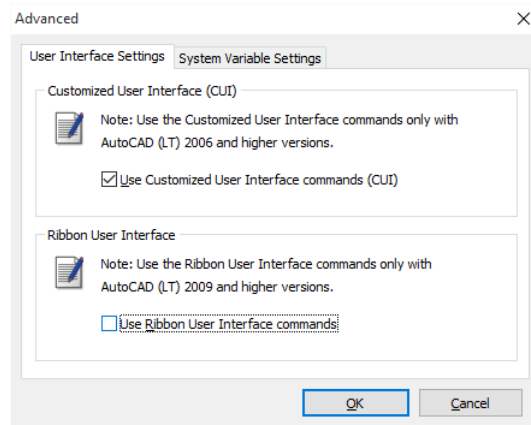 Advanced
User Interface Settings
System Variable Settings
Customized User Interface (CUI)
Note: Use the Customized User Interface commands only with
AutoCAD (LT) 2006 and higher versions.
Use Customized User Interface commands (CUI)
Ribbon User Interface
Note: Use the Ribbon User Interface commands only with
AutoCAD (LT) 2009 and higher versions.
Use Ribbon User Interface commands
OK
Cancel